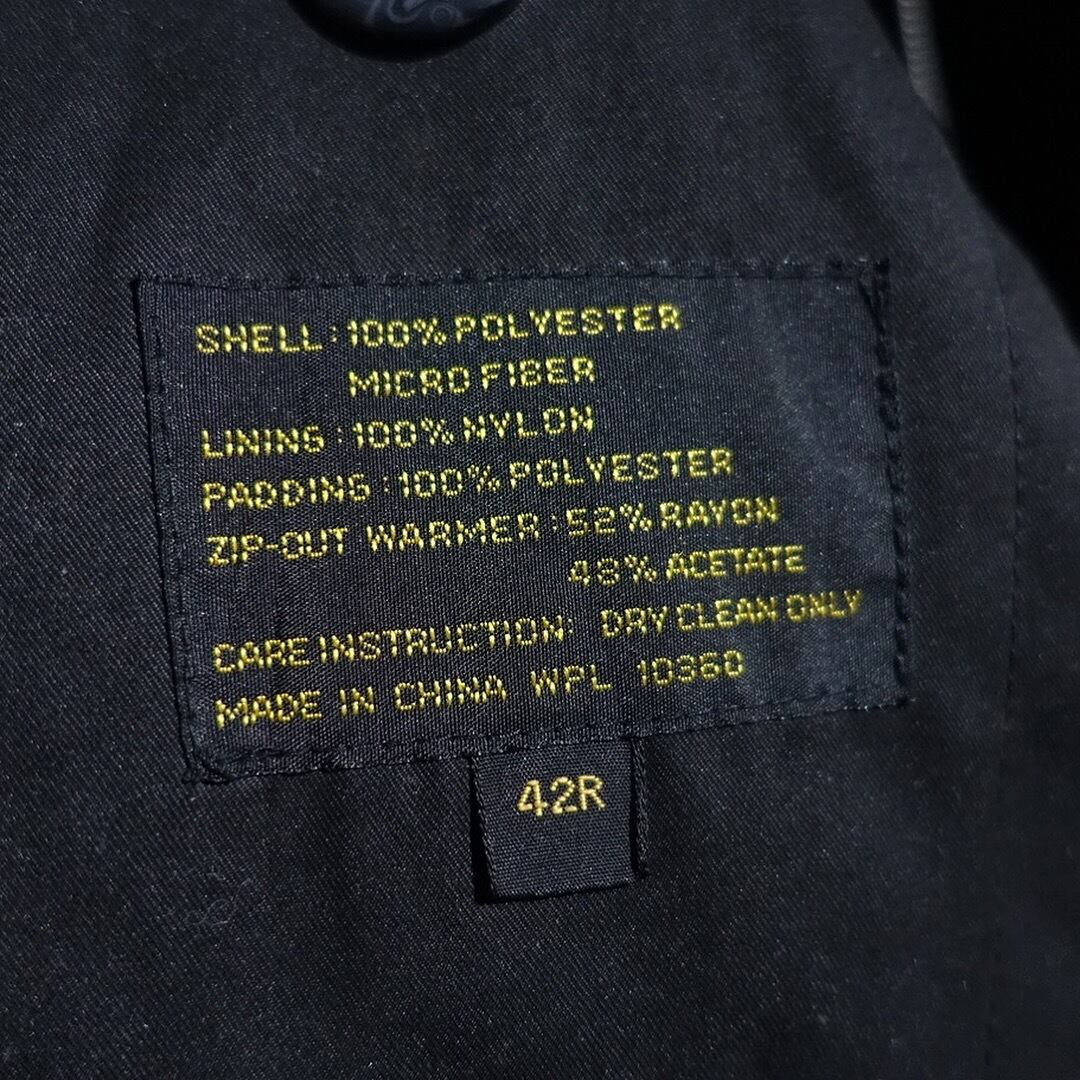 SHELL:100% POLYESTER
MICRO FIBER
LINING:100% NYLON
PADDING:100% POLYESTER
ZIP-OUT WARMER:52% RAYON
48% ACETATE
CARE INSTRUCTION: DRY CLEAN ONLY
MADE IN CHINA WPL
42R